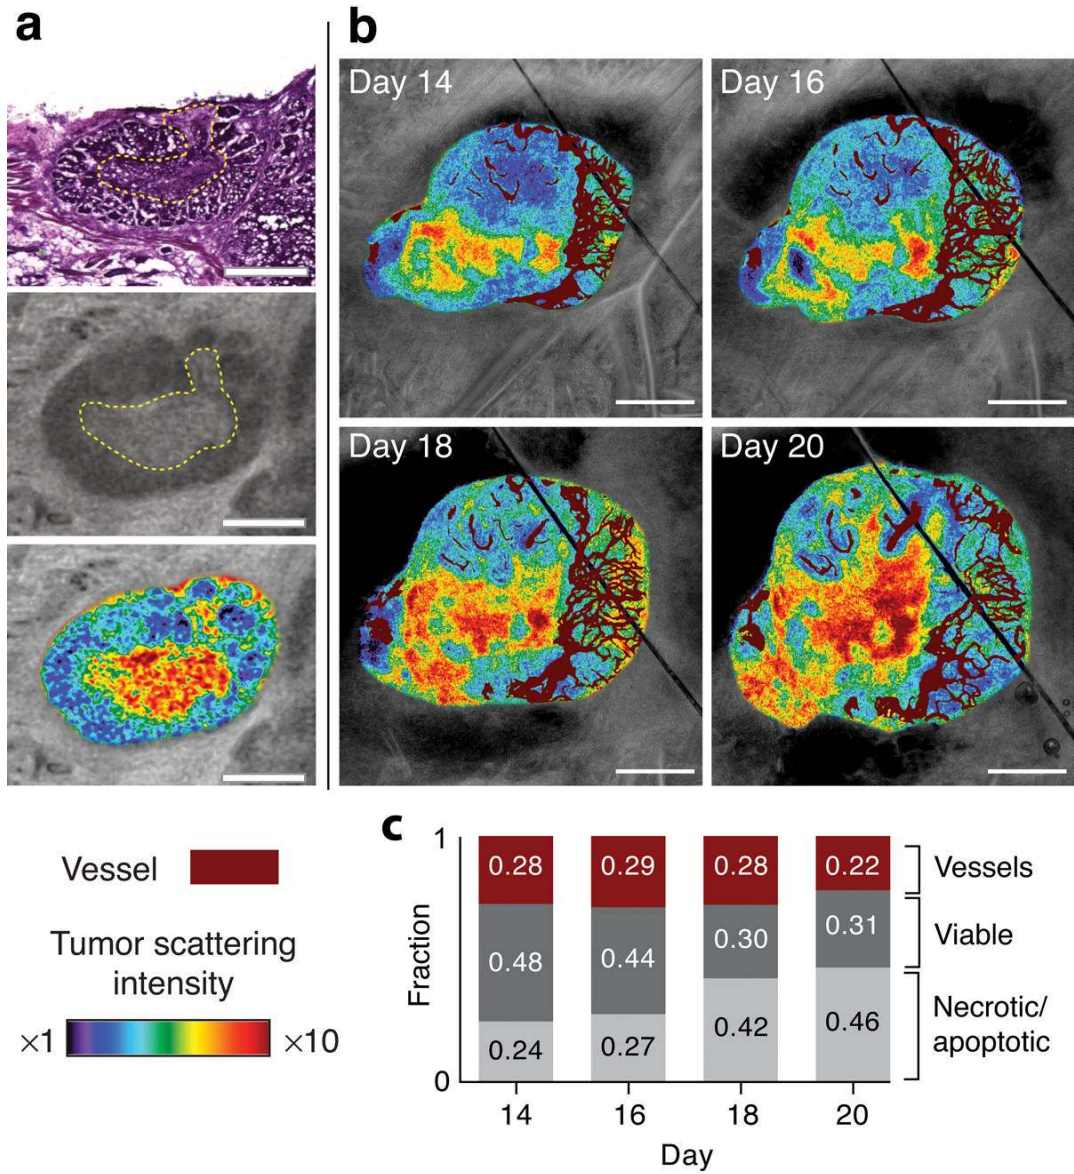 a
b
Day 14
Day 16
Day 18
Day 20
Vessel
Tumor scattering
intensity
×1
×10
c
1
0
Fraction
0.28
0.29
0.28
0.22
0.48
0.44
0.30
0.31
0.24
0.27
0.42
0.46
Vessels
Viable
Necrotic/
apoptotic
14
16
18
20
Day